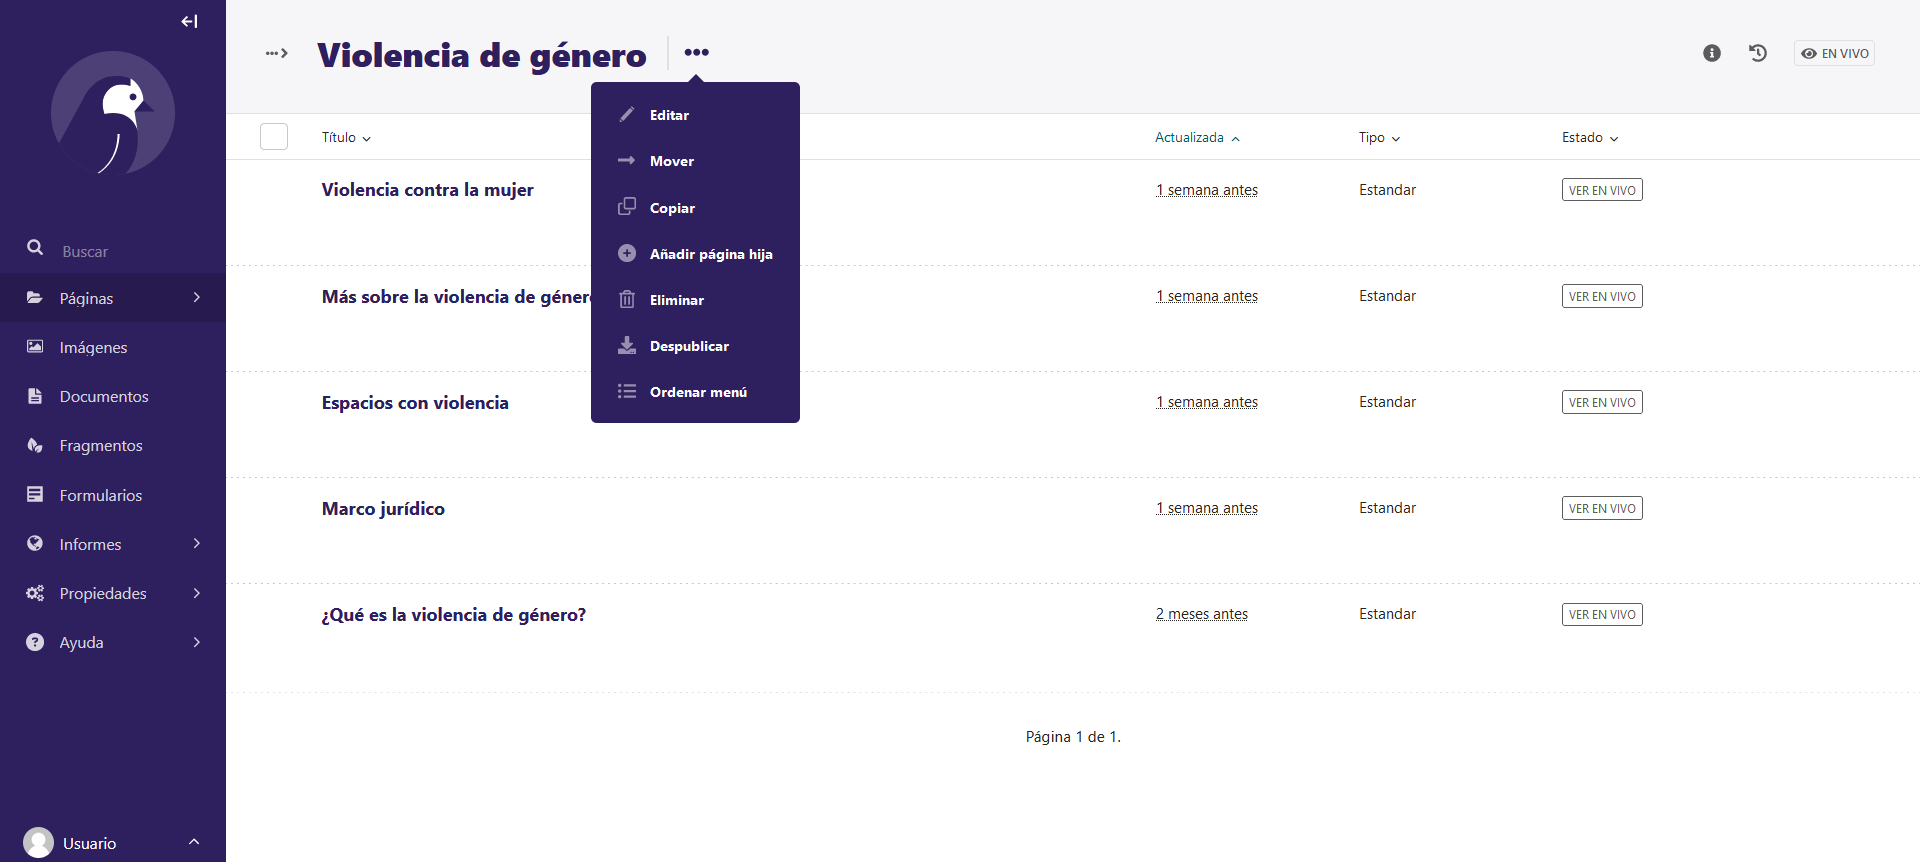 Violencia de género
EN VIVO
Editar
Mover
Copiar
Añadir página hija
Eliminar
Despublicar
Ordenar menú
Buscar
Páginas
Imágenes
Documentos
Fragmentos
Formularios
Informes
Propiedades
Ayuda
Usuario
Título Actualizada Tipo Estado
Violencia contra la mujer 1 semana antes Estandar VER EN VIVO
Más sobre la violencia de géner 1 semana antes Estandar VER EN VIVO
Espacios con violencia 1 semana antes Estandar VER EN VIVO
Marco jurídico 1 semana antes Estandar VER EN VIVO
¿Qué es la violencia de género? 2 meses antes Estandar VER EN VIVO
Página 1 de 1.